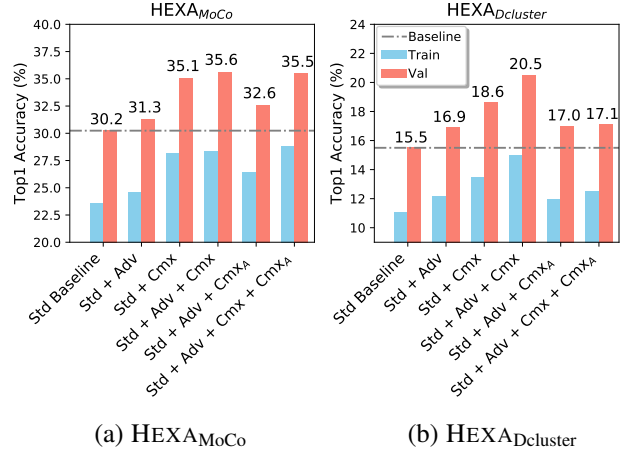 HEXA_MoCo
Top1 Accuracy (%)
40.0
37.5
35.0
32.5
30.0
27.5
25.0
22.5
20.0
30.2
31.3
35.1
35.6
32.6
35.5
Std Baseline
Std + Adv
Std + Cmx
Std + Adv + Cmx
Std + Adv + Cmx_A
Std + Adv + Cmx + Cmx_A
(a) HEXA_MoCo
HEXA_Dcluster
Top1 Accuracy (%)
24
22
20
18
16
14
12
Baseline
Train
Val
15.5
16.9
18.6
20.5
17.0
17.1
Std Baseline
Std + Adv
Std + Cmx
Std + Adv + Cmx
Std + Adv + Cmx_A
Std + Adv + Cmx + Cmx_A
(b) HEXA_Dcluster